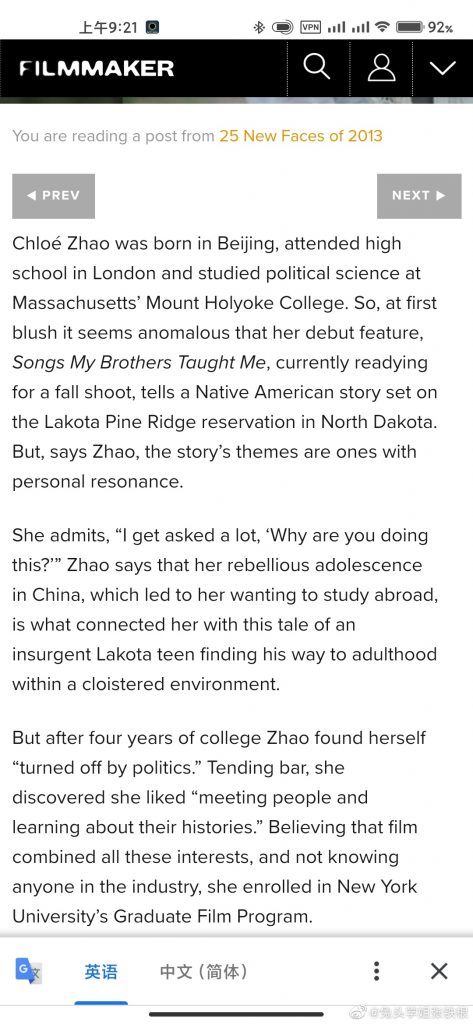 上午9:21
VPN
92%
FILMMAKER
You are reading a post from 25 New Faces of 2013
◀ PREV
NEXT ▶
Chloé Zhao was born in Beijing, attended high
school in London and studied political science at
Massachusetts’ Mount Holyoke College. So, at first
blush it seems anomalous that her debut feature,
Songs My Brothers Taught Me, currently readying
for a fall shoot, tells a Native American story set on
the Lakota Pine Ridge reservation in North Dakota.
But, says Zhao, the story’s themes are ones with
personal resonance.
She admits, “I get asked a lot, ‘Why are you doing
this?’” Zhao says that her rebellious adolescence
in China, which led to her wanting to study abroad,
is what connected her with this tale of an
insurgent Lakota teen finding his way to adulthood
within a cloistered environment.
But after four years of college Zhao found herself
“turned off by politics.” Tending bar, she
discovered she liked “meeting people and
learning about their histories.” Believing that film
combined all these interests, and not knowing
anyone in the industry, she enrolled in New York
University’s Graduate Film Program.
英语
中文 (简体)
@兔头学姐张铁根